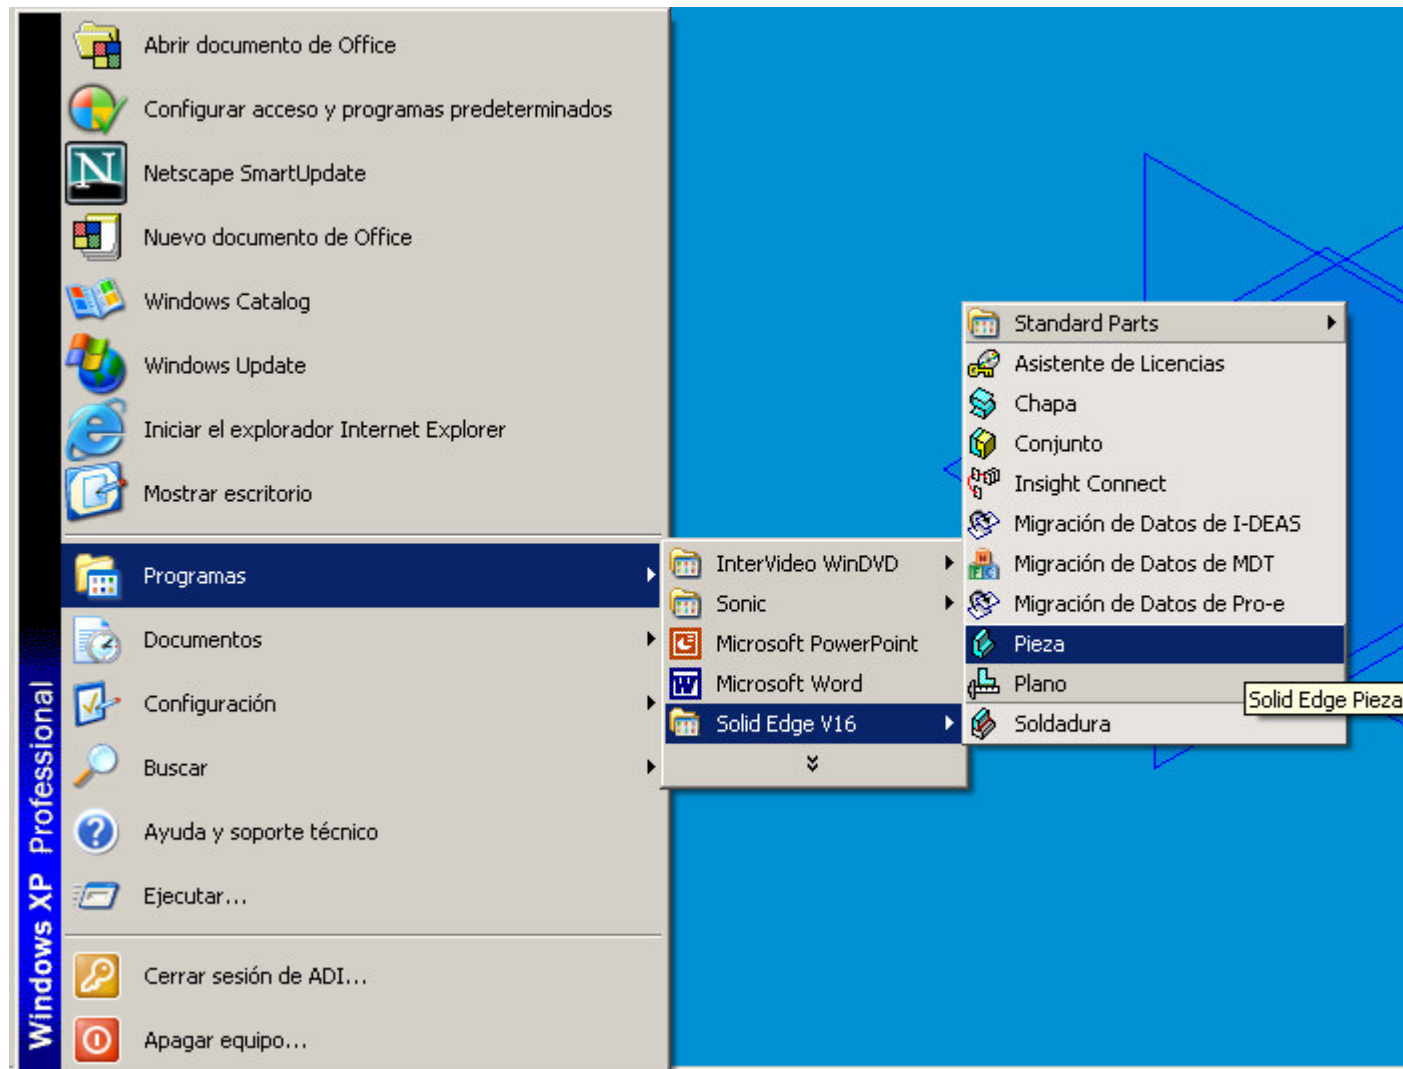 Abrir documento de Office
Configurar acceso y programas predeterminados
N
Netscape SmartUpdate
Nuevo documento de Office
Windows Catalog
Windows Update
Iniciar el explorador Internet Explorer
Mostrar escritorio
Programas
Documentos
Configuración
Buscar
Ayuda y soporte técnico
Ejecutar...
Cerrar sesión de ADI...
Apagar equipo...
Windows XP Professional
InterVideo WinDVD
Sonic
Microsoft PowerPoint
Microsoft Word
Solid Edge V16
Standard Parts
Asistente de Licencias
Chapa
Conjunto
Insight Connect
Migración de Datos de I-DEAS
Migración de Datos de MDT
Migración de Datos de Pro-e
Pieza
Plano
Soldadura
Solid Edge Pieza